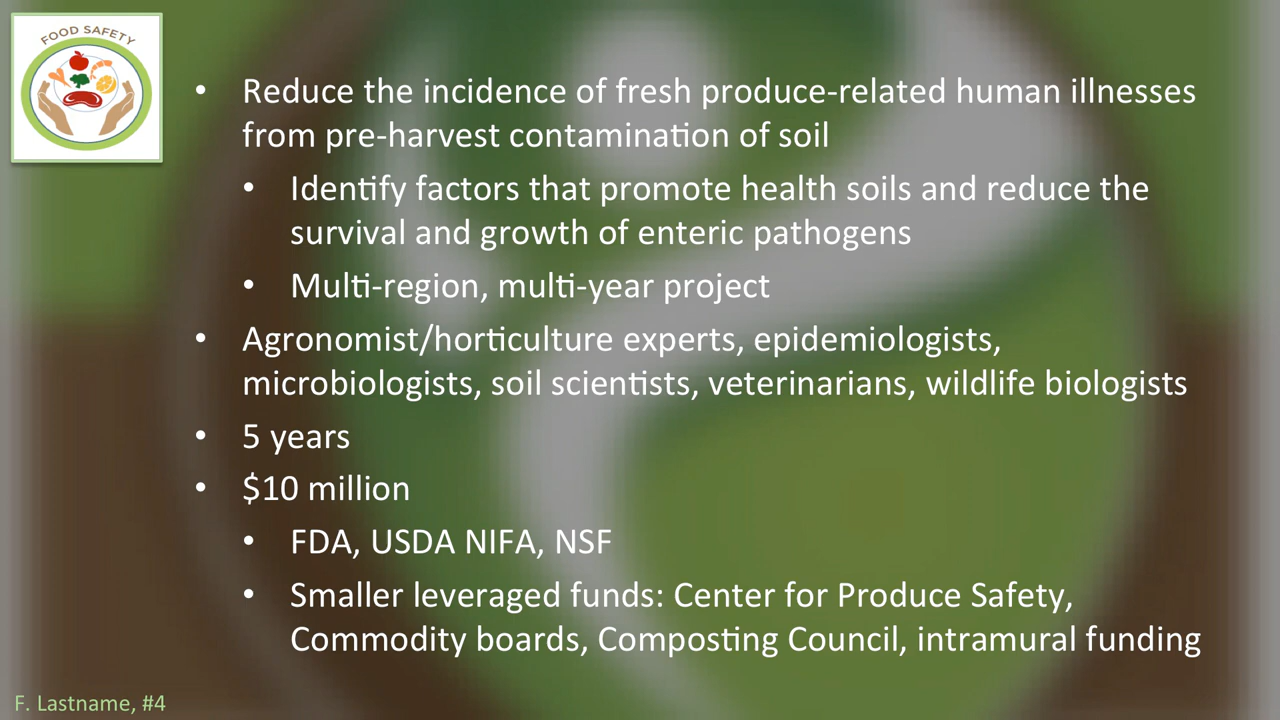 FOOD SAFETY
• Reduce the incidence of fresh produce-related human illnesses
from pre-harvest contamination of soil
• Identify factors that promote health soils and reduce the
survival and growth of enteric pathogens
• Multi-region, multi-year project
• Agronomist/horticulture experts, epidemiologists,
microbiologists, soil scientists, veterinarians, wildlife biologists
• 5 years
• $10 million
• FDA, USDA NIFA, NSF
• Smaller leveraged funds: Center for Produce Safety,
Commodity boards, Composting Council, intramural funding
F. Lastname, #4